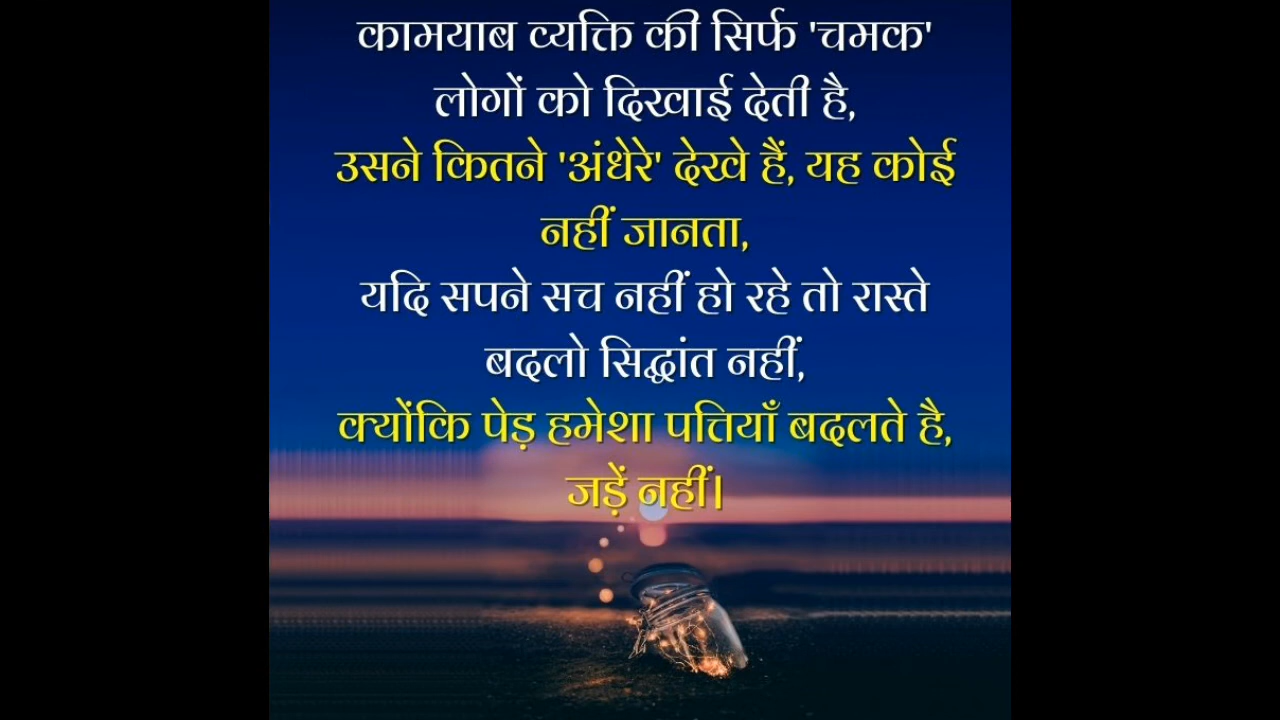 कामयाब व्यक्ति की सिर्फ 'चमक'
लोगों को दिखाई देती है,
उसने कितने 'अंधेरे' देखे हैं, यह कोई
नहीं जानता,
यदि सपने सच नहीं हो रहे तो रास्ते
बदलो सिद्धांत नहीं,
क्योंकि पेड़ हमेशा पत्तियाँ बदलते है,
जड़ें नहीं।